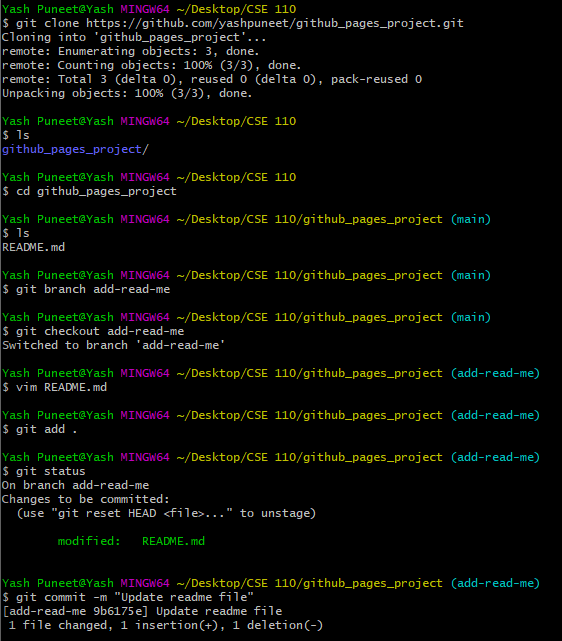 Yash Puneet@Yash MINGW64 ~/Desktop/CSE 110
$ git clone https://github.com/yashpuneet/github_pages_project.git
Cloning into 'github_pages_project'...
remote: Enumerating objects: 3, done.
remote: Counting objects: 100% (3/3), done.
remote: Total 3 (delta 0), reused 0 (delta 0), pack-reused 0
Unpacking objects: 100% (3/3), done.
Yash Puneet@Yash MINGW64 ~/Desktop/CSE 110
$ ls
github_pages_project/
Yash Puneet@Yash MINGW64 ~/Desktop/CSE 110
$ cd github_pages_project
Yash Puneet@Yash MINGW64 ~/Desktop/CSE 110/github_pages_project (main)
$ ls
README.md
Yash Puneet@Yash MINGW64 ~/Desktop/CSE 110/github_pages_project (main)
$ git branch add-read-me
Yash Puneet@Yash MINGW64 ~/Desktop/CSE 110/github_pages_project (main)
$ git checkout add-read-me
Switched to branch 'add-read-me'
Yash Puneet@Yash MINGW64 ~/Desktop/CSE 110/github_pages_project (add-read-me)
$ vim README.md
Yash Puneet@Yash MINGW64 ~/Desktop/CSE 110/github_pages_project (add-read-me)
$ git add .
Yash Puneet@Yash MINGW64 ~/Desktop/CSE 110/github_pages_project (add-read-me)
$ git status
On branch add-read-me
Changes to be committed:
  (use "git reset HEAD <file>..." to unstage)
        modified:   README.md
Yash Puneet@Yash MINGW64 ~/Desktop/CSE 110/github_pages_project (add-read-me)
$ git commit -m "Update readme file"
[add-read-me 9b6175e] Update readme file
 1 file changed, 1 insertion(+), 1 deletion(-)